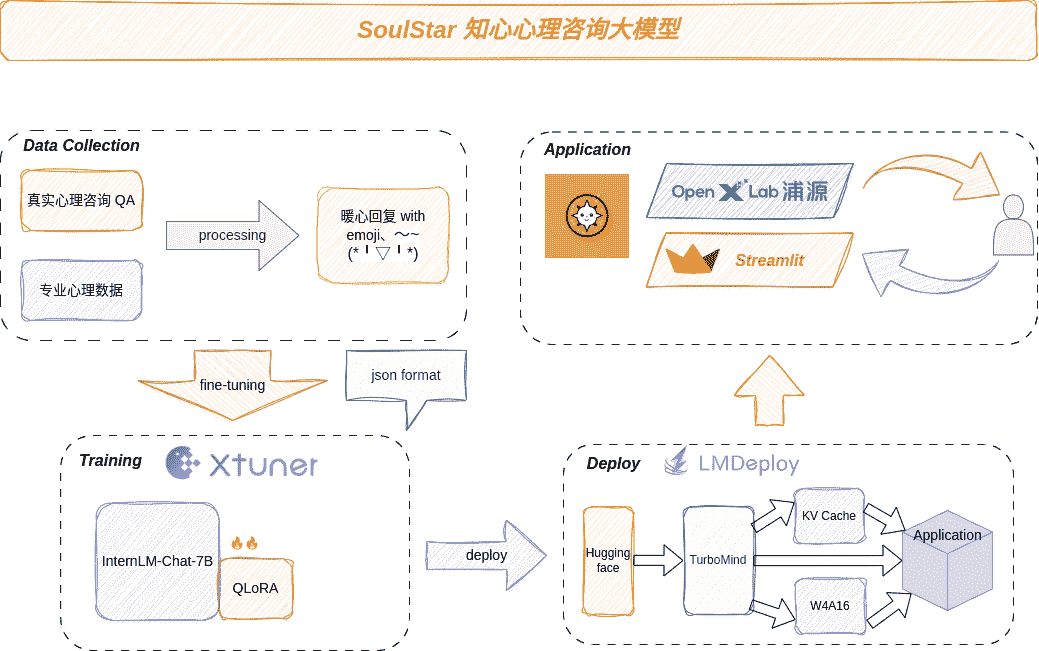 SoulStar 知心心理咨询大模型
Data Collection
真实心理咨询 QA
专业心理数据
processing
暖心回复 with
emoji、～~
(*╹▽╹*)
Application
Open X Lab 浦源
Streamlit
fine-tuning
json format
Training
Xtuner
InternLM-Chat-7B
QLoRA
deploy
Deploy
LMDeploy
Hugging
face
TurboMind
KV Cache
W4A16
Application